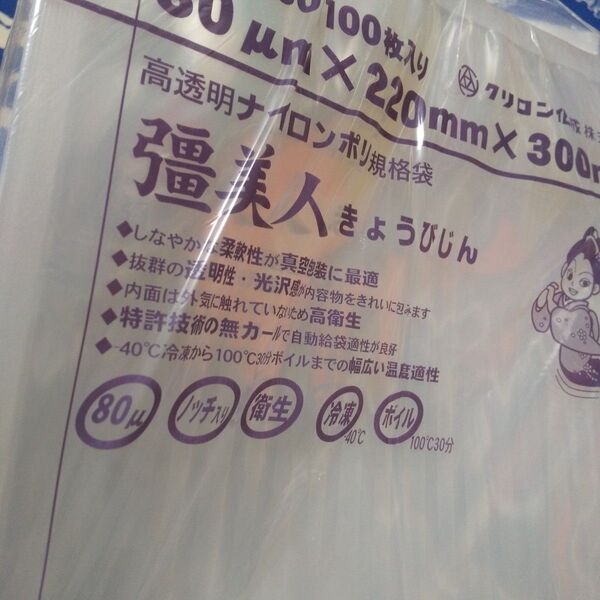 100枚入り
80μm×220mm×300m
クリロン化成株式
高透明ナイロンポリ規格袋
彊美人きょうびじん
◆しなやかな柔軟性が真空包装に最適
◆抜群の透明性・光沢感が内容物をきれいに包みます
◆内面は外気に触れていないため高衛生
◆特許技術の無カールで自動給袋適性が良好
◆-40℃冷凍から100℃30分ボイルまでの幅広い温度適性
80μ ノッチ入り 衛生 冷凍 ボイル
-40℃ 100℃30分